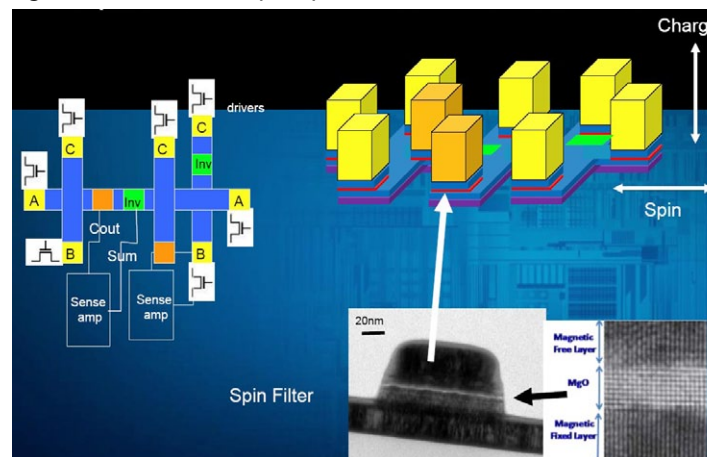 Charg
drivers
C
C
C
Inv
A
Inv
A
Cout
B
Sum
B
Sense
amp
Sense
amp
Spin
20nm
Magnetic
Free Layer
MgO
Magnetic
Fixed Layer
Spin Filter